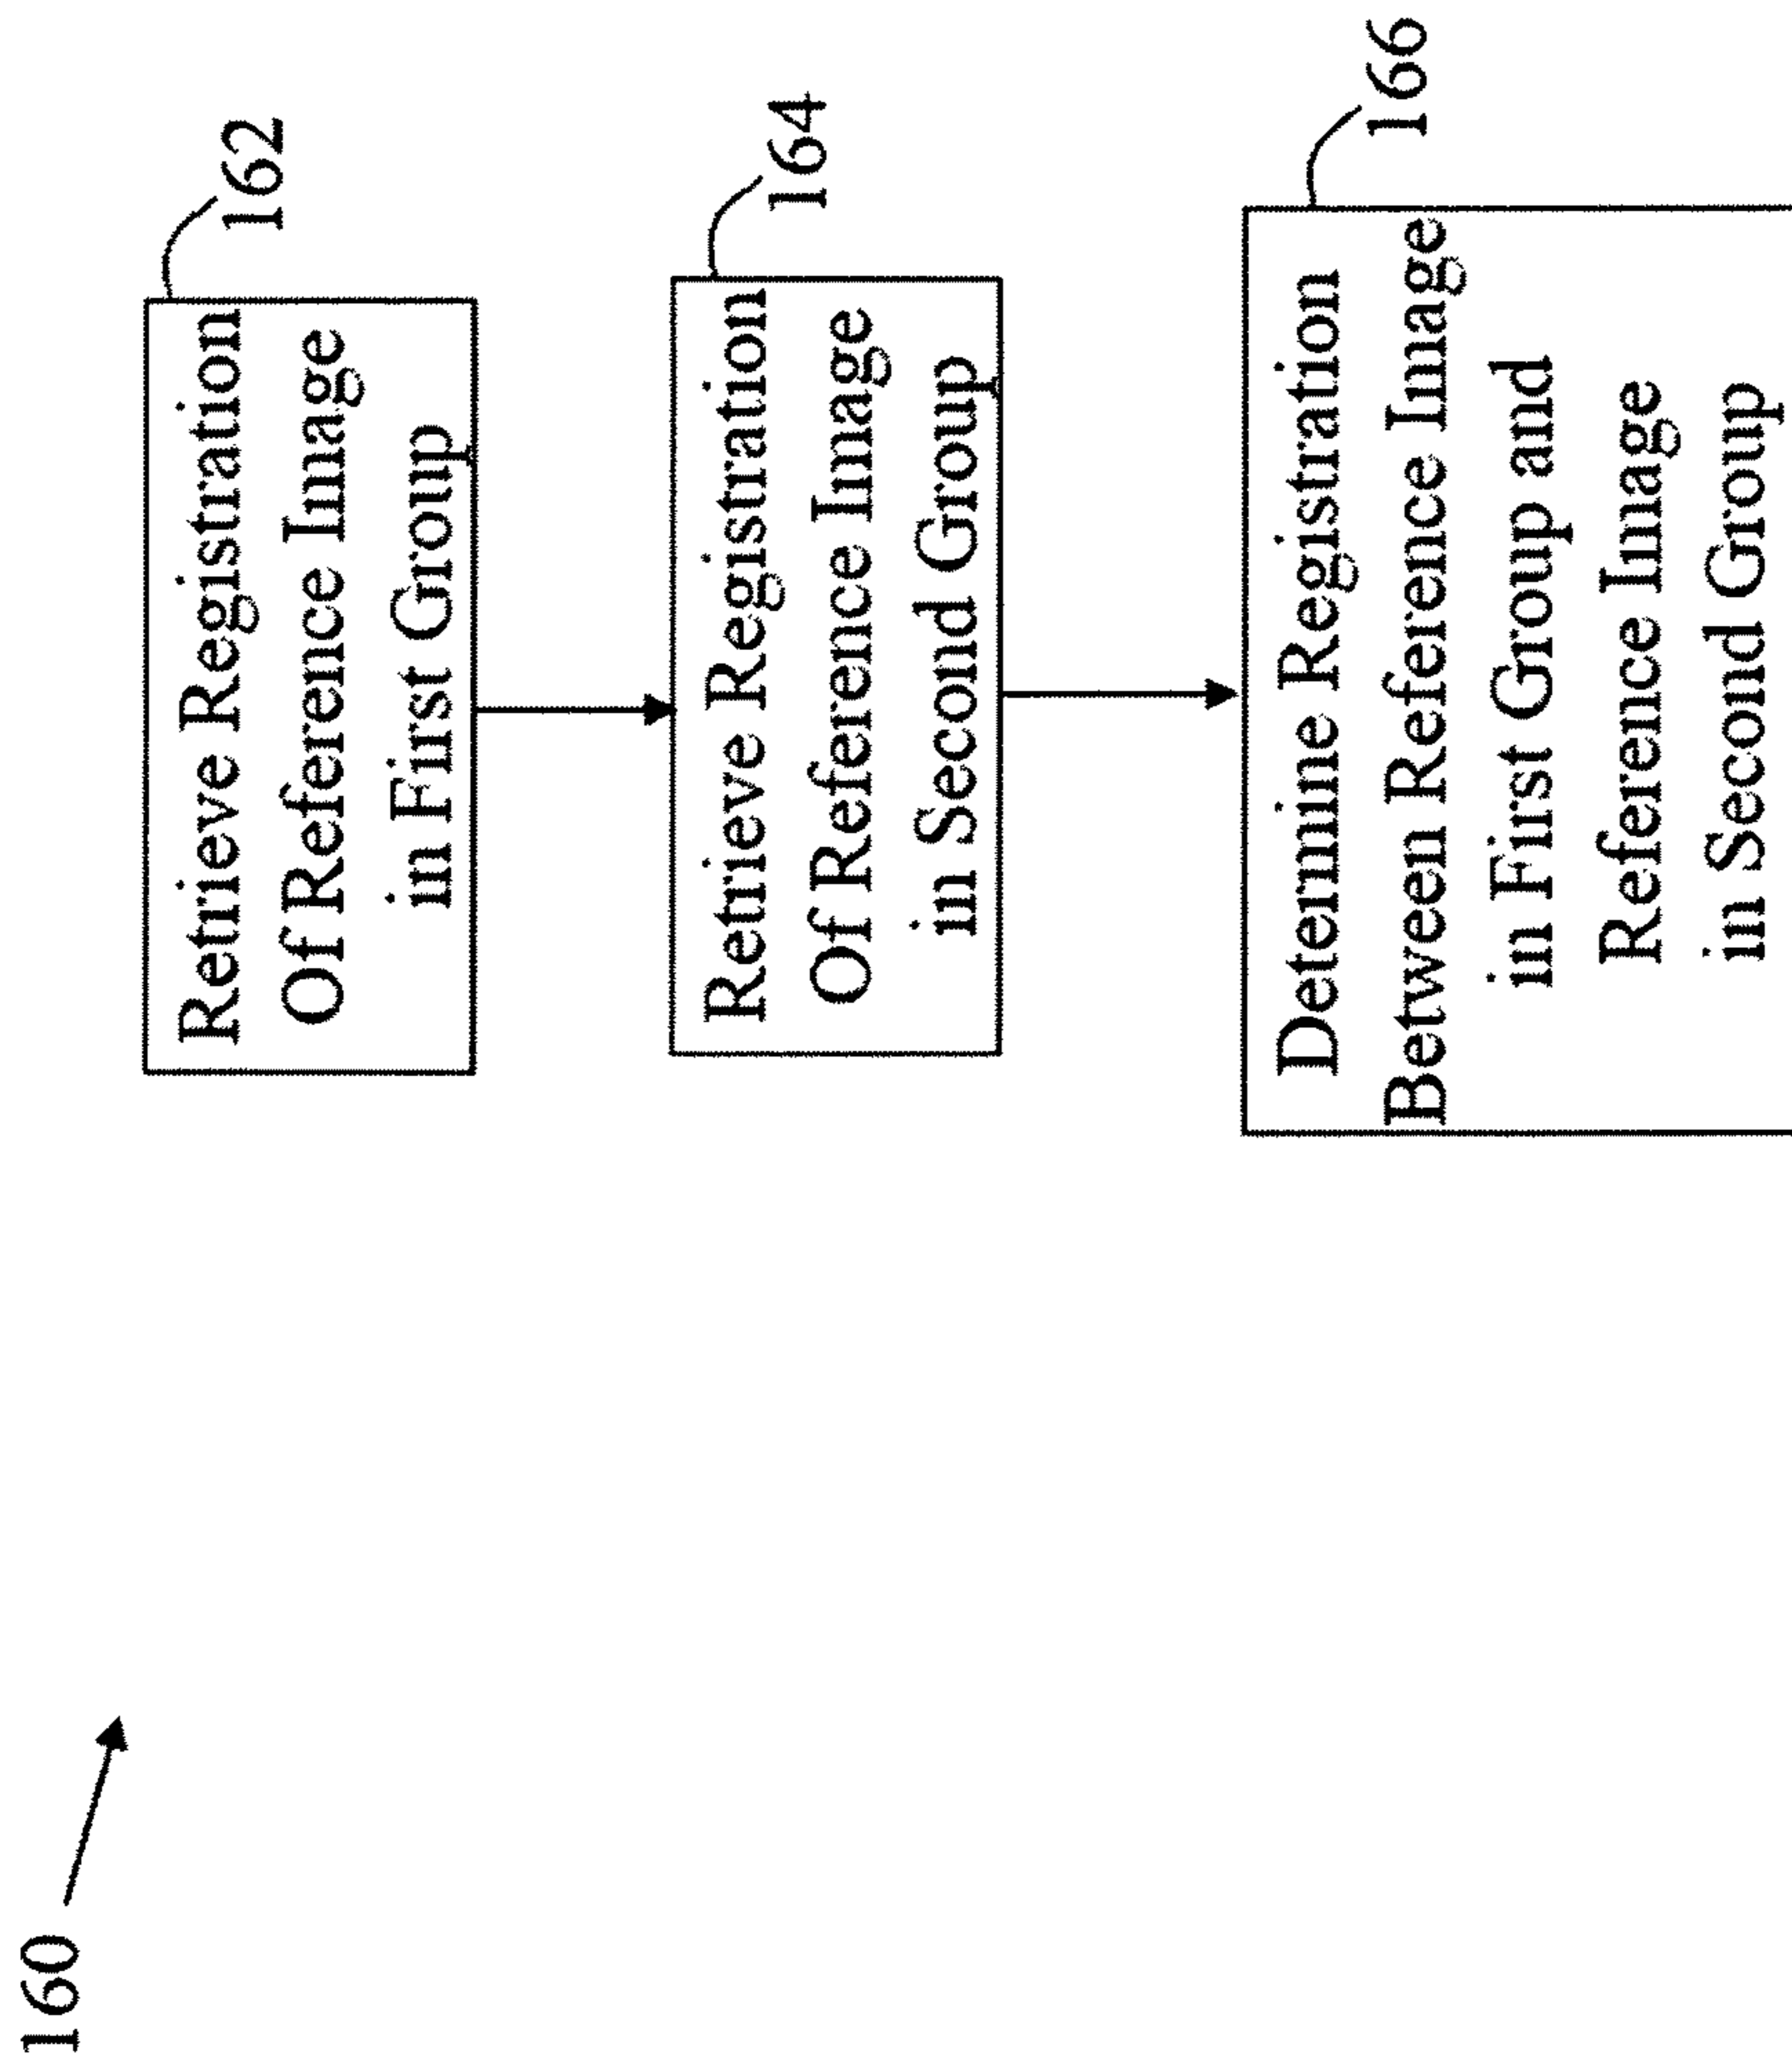 160
162
Retrieve Registration
Of Reference Image
in First Group
164
Retrieve Registration
Of Reference Image
in Second Group
166
Determine Registration
Between Reference Image
in First Group and
Reference Image
in Second Group